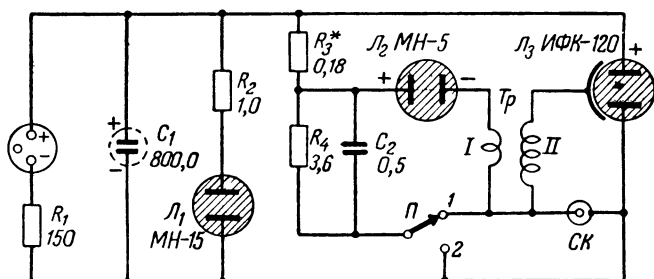 +
-
R₁
150
+
-
C₁
800,0
R₂
1,0
Л₁
МН-15
R₃*
0,18
R₄
3,6
C₂
0,5
Л₂ МН-5
+
-
Тр
I
II
П
1
2
СК
Л₃ ИФК-120
+